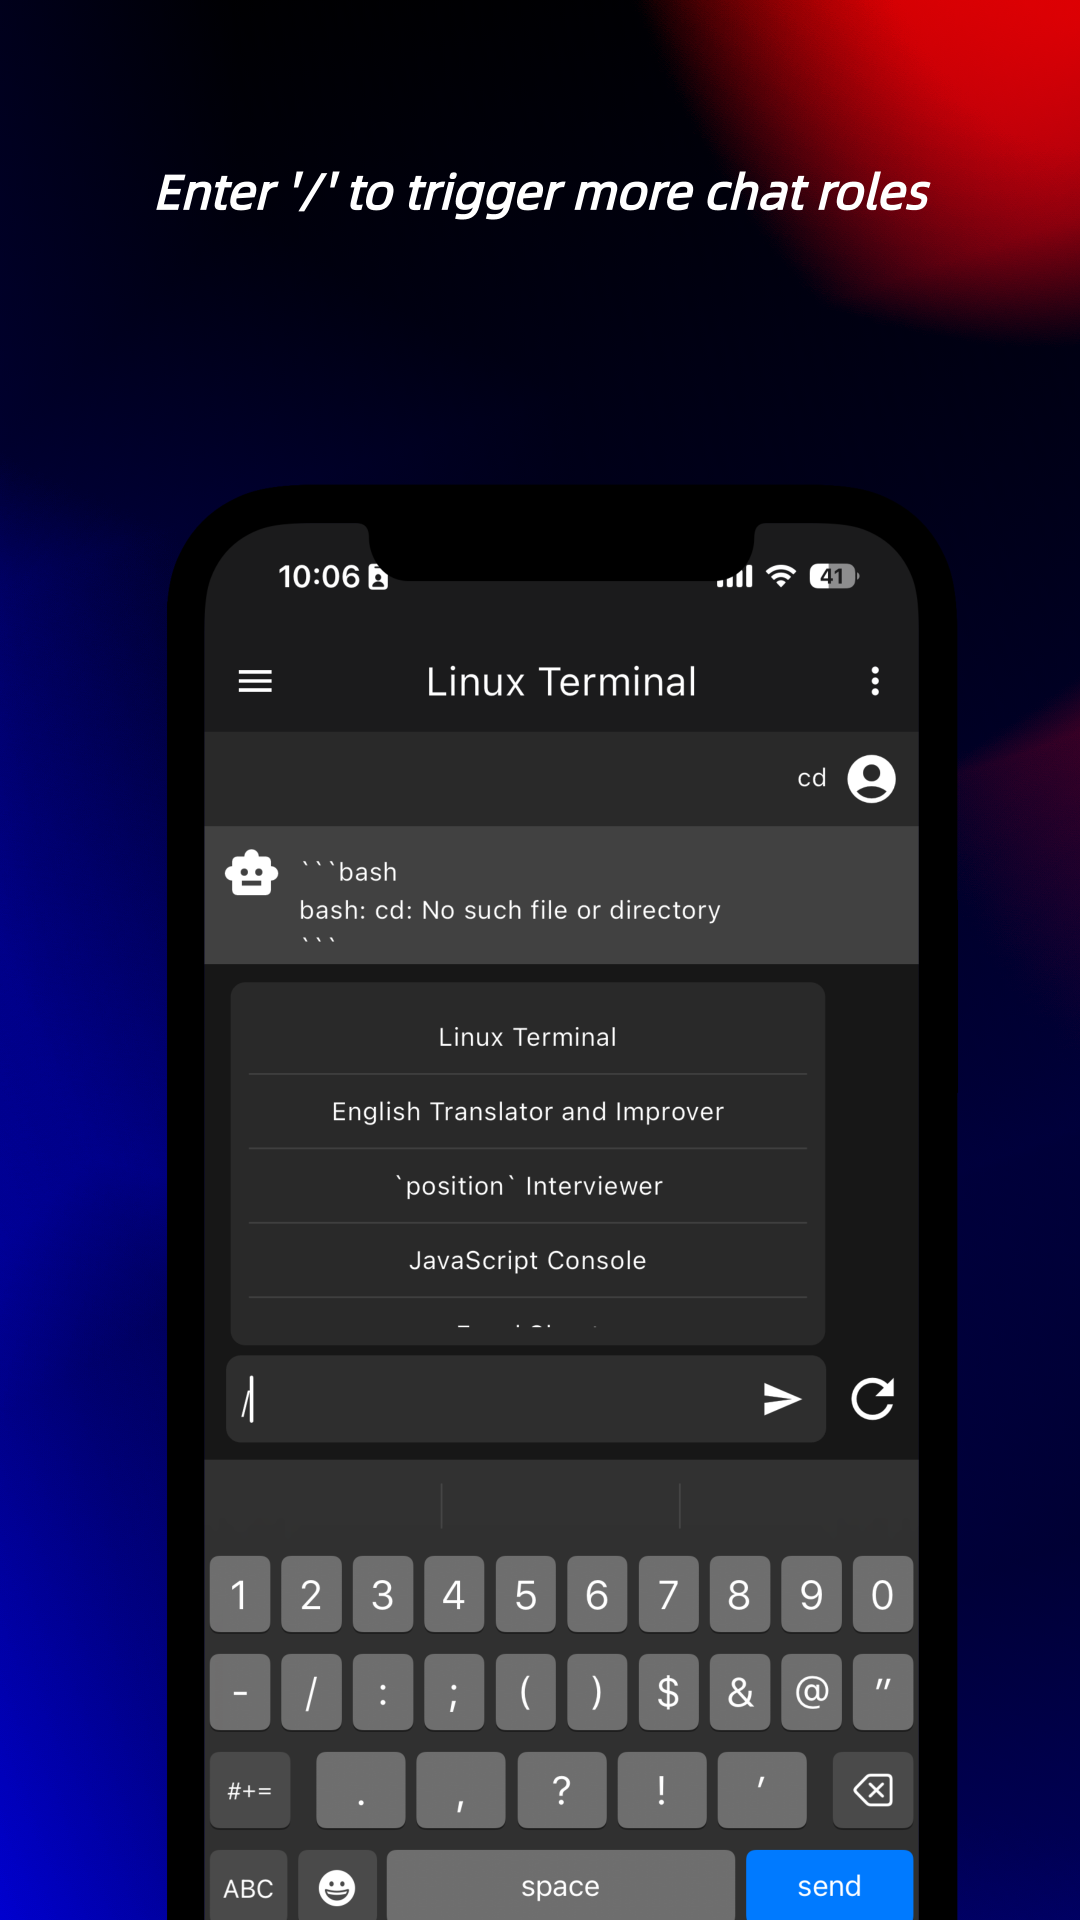 Enter '/' to trigger more chat roles
10:06
41
Linux Terminal
cd
```bash
bash: cd: No such file or directory
```
Linux Terminal
English Translator and Improver
`position` Interviewer
JavaScript Console
/
1 2 3 4 5 6 7 8 9 0
- / : ; ( ) $ & @ "
#+= . , ? ! '
ABC space send